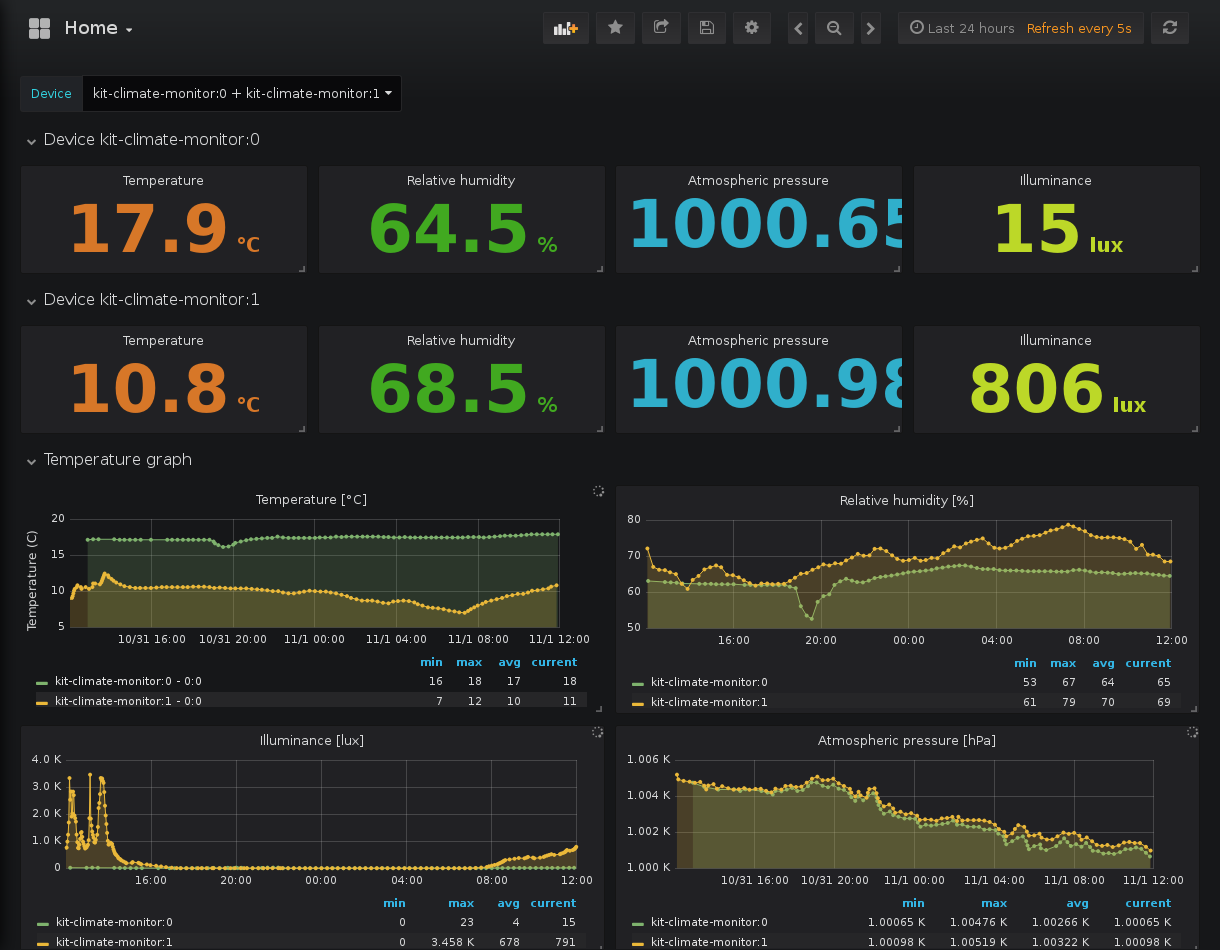 Home
Last 24 hours Refresh every 5s
Device kit-climate-monitor:0 + kit-climate-monitor:1
Device kit-climate-monitor:0
Temperature Relative humidity Atmospheric pressure Illuminance
17.9 °C 64.5 % 1000.65 15 lux
Device kit-climate-monitor:1
Temperature Relative humidity Atmospheric pressure Illuminance
10.8 °C 68.5 % 1000.98 806 lux
Temperature graph
Temperature [°C]
Temperature (C)
20
15
10
5
10/31 16:00 10/31 20:00 11/1 00:00 11/1 04:00 11/1 08:00 11/1 12:00
min max avg current
kit-climate-monitor:0 - 0:0 16 18 17 18
kit-climate-monitor:1 - 0:0 7 12 10 11
Relative humidity [%]
80
70
60
50
16:00 20:00 00:00 04:00 08:00 12:00
min max avg current
kit-climate-monitor:0 53 67 64 65
kit-climate-monitor:1 61 79 70 69
Illuminance [lux]
4.0 K
3.0 K
2.0 K
1.0 K
0
16:00 20:00 00:00 04:00 08:00 12:00
min max avg current
kit-climate-monitor:0 0 23 4 15
kit-climate-monitor:1 0 3.458 K 678 791
Atmospheric pressure [hPa]
1.006 K
1.004 K
1.002 K
1.000 K
10/31 16:00 10/31 20:00 11/1 00:00 11/1 04:00 11/1 08:00 11/1 12:00
min max avg current
kit-climate-monitor:0 1.00065 K 1.00476 K 1.00266 K 1.00065 K
kit-climate-monitor:1 1.00098 K 1.00519 K 1.00322 K 1.00098 K